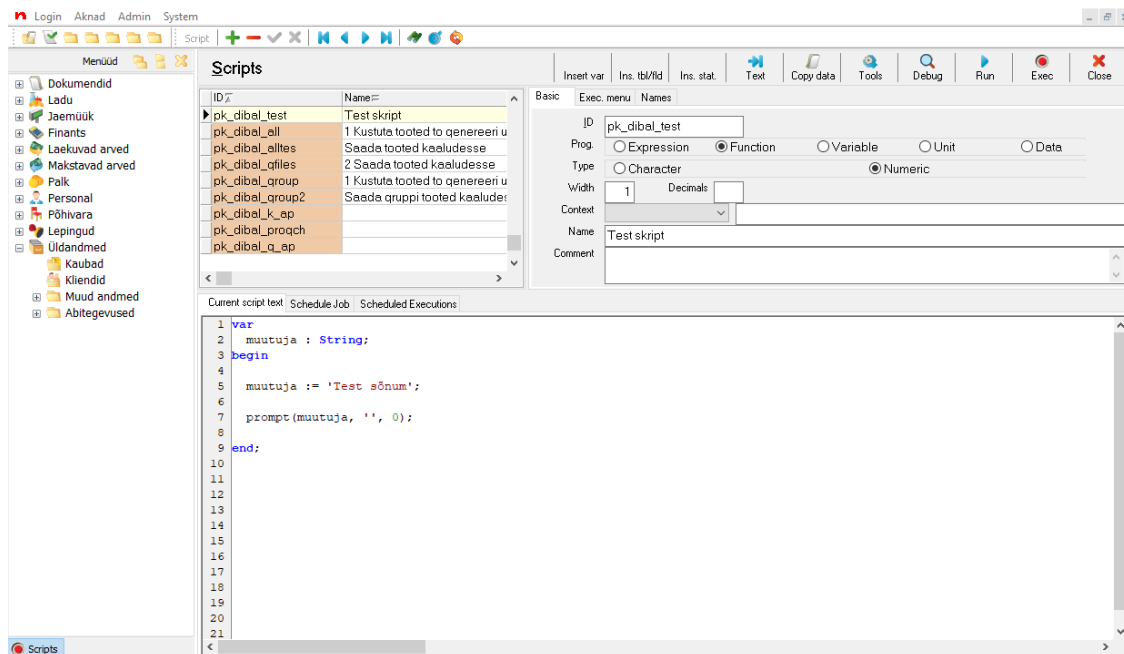 Login Aknad Admin System
Script
Menüüd
Dokumendid
Ladu
Jaemüük
Finants
Laekuvad arved
Makstavad arved
Palk
Personal
Põhivara
Lepingud
Üldandmed
Kaubad
Kliendid
Muud andmed
Abitegevused
Scripts
Scripts
Insert var Ins. tbl/fld Ins. stat. Text Copy data Tools Debug Run Exec Close
ID Name
pk_dibal_test Test skript
pk_dibal_all 1 Kustuta tooted to genereeri u
pk_dibal_alltes Saada tooted kaaludesse
pk_dibal_qfiles 2 Saada tooted kaaludesse
pk_dibal_group 1 Kustuta tooted to genereeri u
pk_dibal_group2 Saada gruppi tooted kaaludes
pk_dibal_k_ap
pk_dibal_progch
pk_dibal_q_ap
Basic Exec. menu Names
ID pk_dibal_test
Prog. Expression Function Variable Unit Data
Type Character Numeric
Width 1 Decimals
Context
Name Test skript
Comment
Current script text Schedule Job Scheduled Executions
1 var
2 muutuja : String;
3 begin
4
5 muutuja := 'Test sõnum';
6
7 prompt(muutuja, '', 0);
8
9 end;
10
11
12
13
14
15
16
17
18
19
20
21